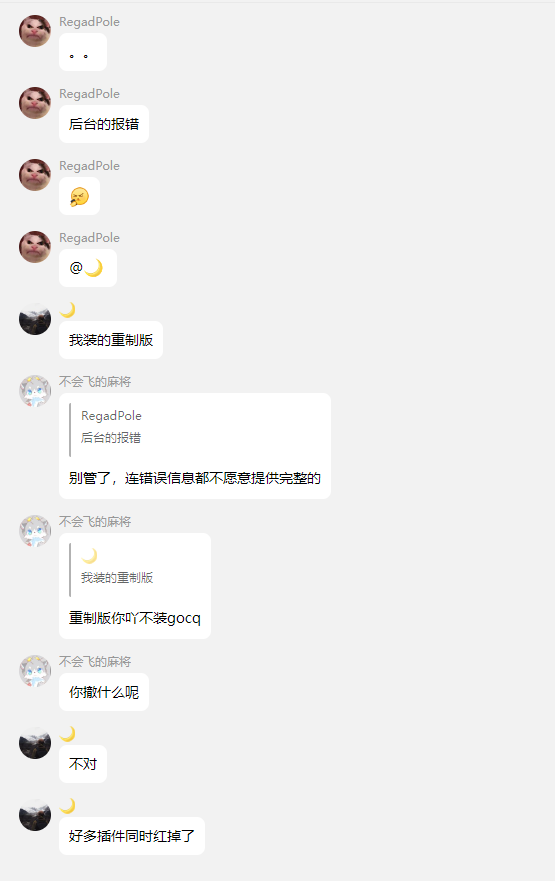 RegadPole
。。
RegadPole
后台的报错
RegadPole
RegadPole
@🌙
🌙
我装的重制版
不会飞的麻将
RegadPole
后台的报错
别管了，连错误信息都不愿意提供完整的
不会飞的麻将
🌙
我装的重制版
重制版你吖不装gocq
不会飞的麻将
你撤什么呢
🌙
不对
🌙
好多插件同时红掉了